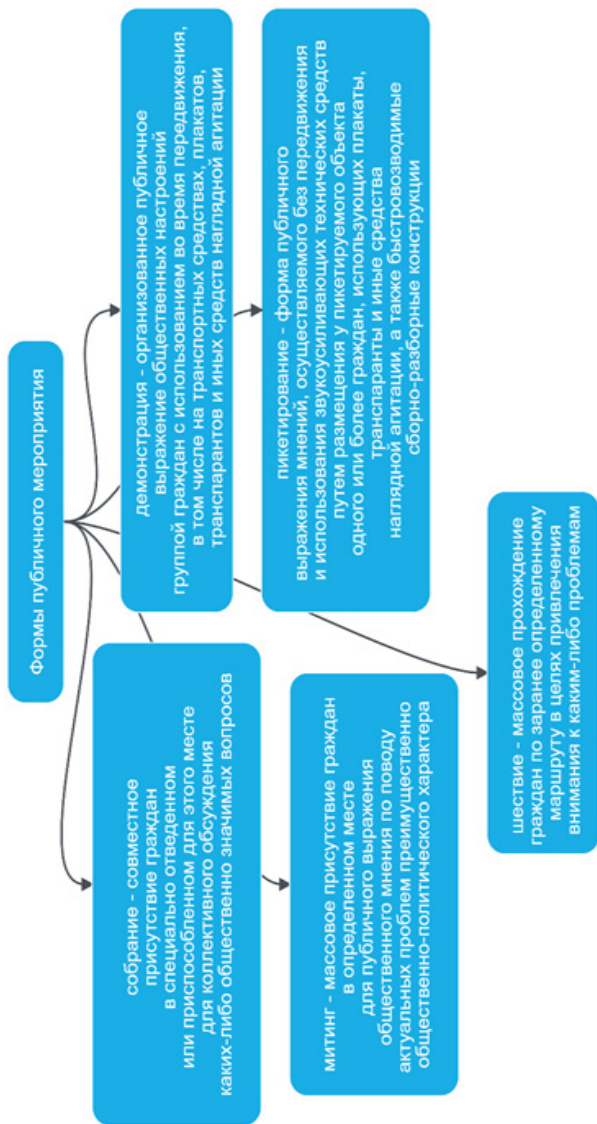 Формы публичного мероприятия
собрание - совместное
присутствие граждан
в специально отведенном
или приспособленном для этого месте
для коллективного обсуждения
каких-либо общественно значимых вопросов
демонстрация - организованное публичное
выражение общественных настроений
группой граждан с использованием во время передвижения,
в том числе на транспортных средствах, плакатов,
транспарантов и иных средств наглядной агитации
митинг - массовое присутствие граждан
в определенном месте
для публичного выражения
общественного мнения по поводу
актуальных проблем преимущественно
общественно-политического характера
пикетирование - форма публичного
выражения мнений, осуществляемого без передвижения
и использования звукоусиливающих технических средств
путем размещения у пикетируемого объекта
одного или более граждан, использующих плакаты,
транспаранты и иные средства
наглядной агитации, а также быстровозводимые
сборно-разборные конструкции
шествие - массовое прохождение
граждан по заранее определенному
маршруту в целях привлечения
внимания к каким-либо проблемам